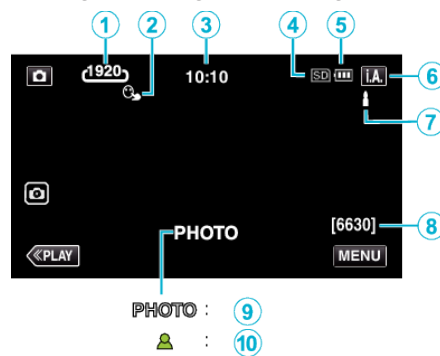 1 2 3 4 5
1920 10:10 SD i.A. 6
7
PHOTO [6630] 8
≪PLAY MENU
PHOTO : 9
: 10